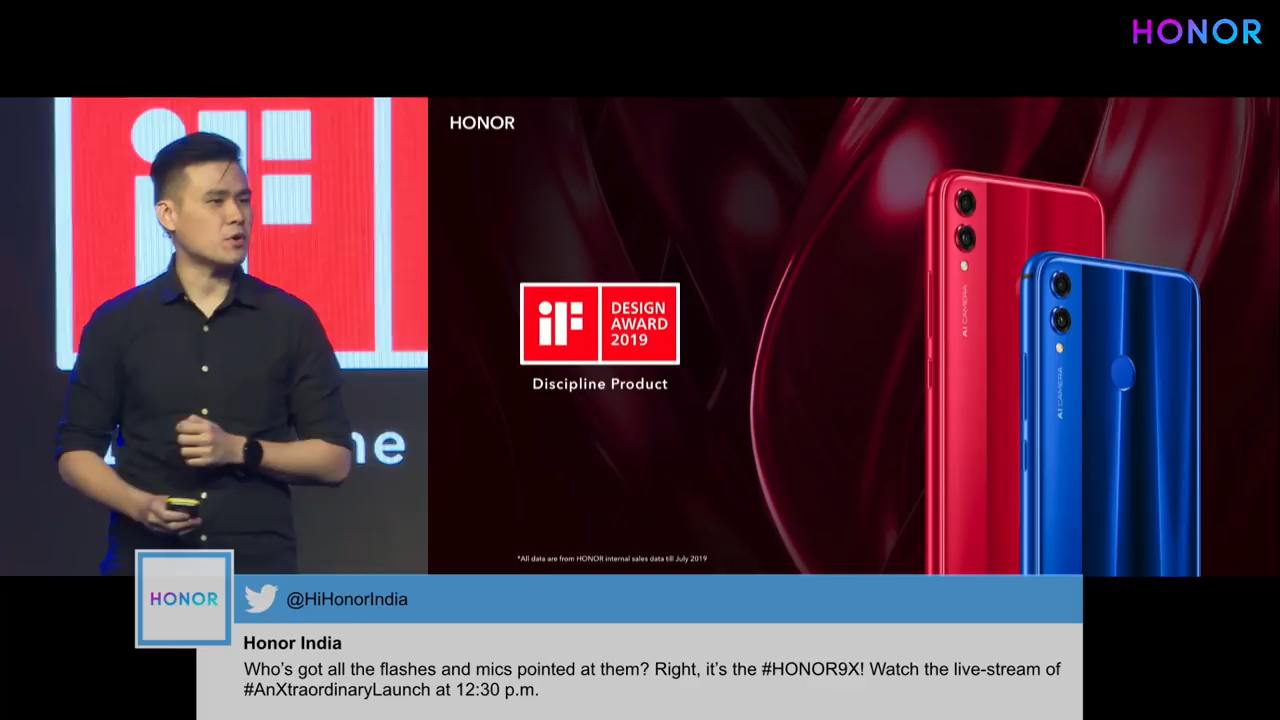 HONOR
HONOR
iF
iF
DESIGN
AWARD
2019
Discipline Product
AI CAMERA
AI CAMERA
*All data are from HONOR internal sales data till July 2019
HONOR
@HiHonorIndia
Honor India
Who's got all the flashes and mics pointed at them? Right, it's the #HONOR9X! Watch the live-stream of
#AnXtraordinaryLaunch at 12:30 p.m.